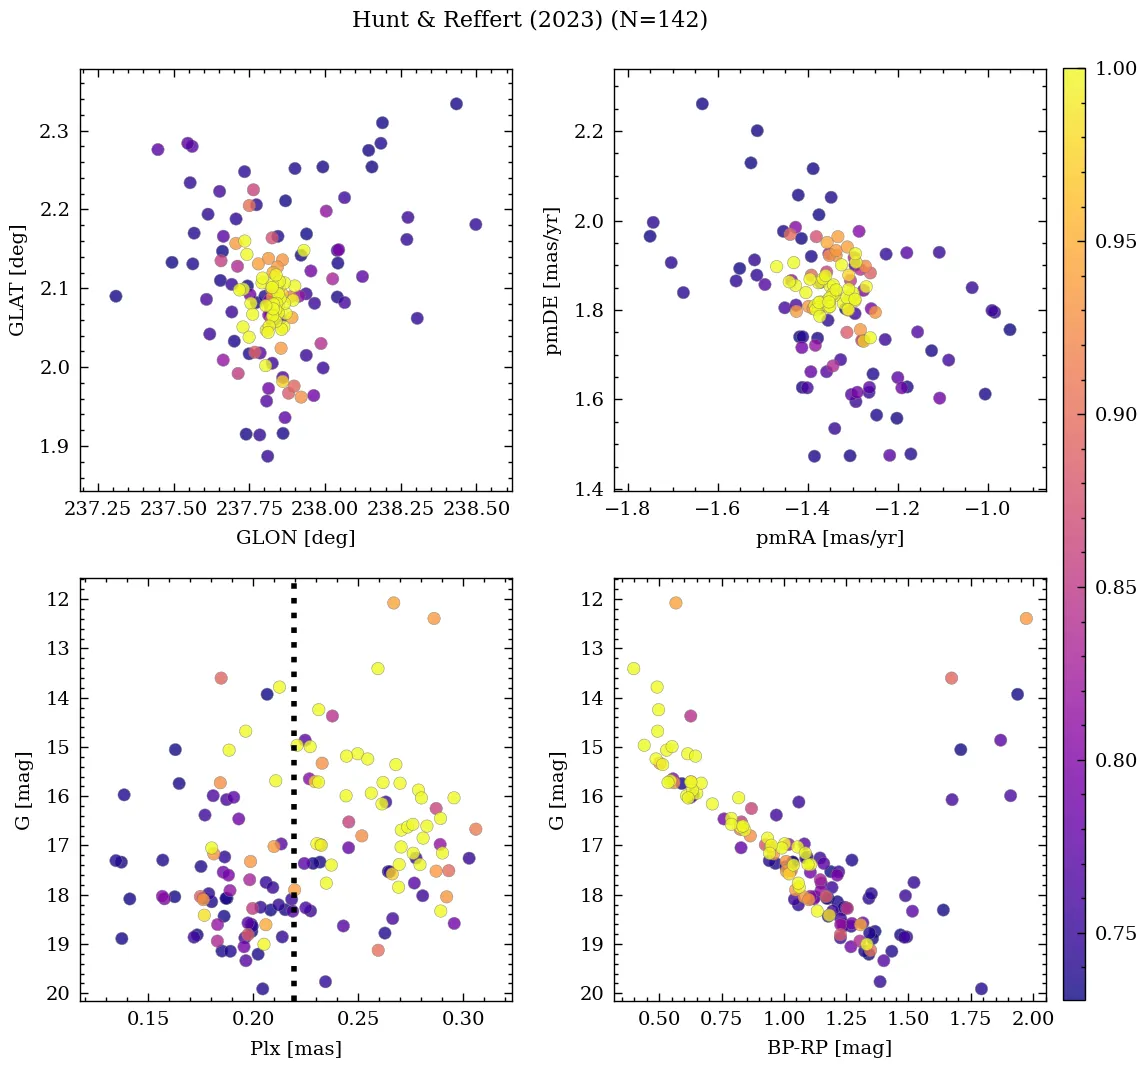 Hunt & Reffert (2023) (N=142)
GLAT [deg]
2.3
2.2
2.1
2.0
1.9
237.25 237.50 237.75 238.00 238.25 238.50
GLON [deg]
pmDE [mas/yr]
2.2
2.0
1.8
1.6
1.4
−1.8 −1.6 −1.4 −1.2 −1.0
pmRA [mas/yr]
G [mag]
12
13
14
15
16
17
18
19
20
0.15 0.20 0.25 0.30
Plx [mas]
G [mag]
12
13
14
15
16
17
18
19
20
0.50 0.75 1.00 1.25 1.50 1.75 2.00
BP-RP [mag]
1.00
0.95
0.90
0.85
0.80
0.75